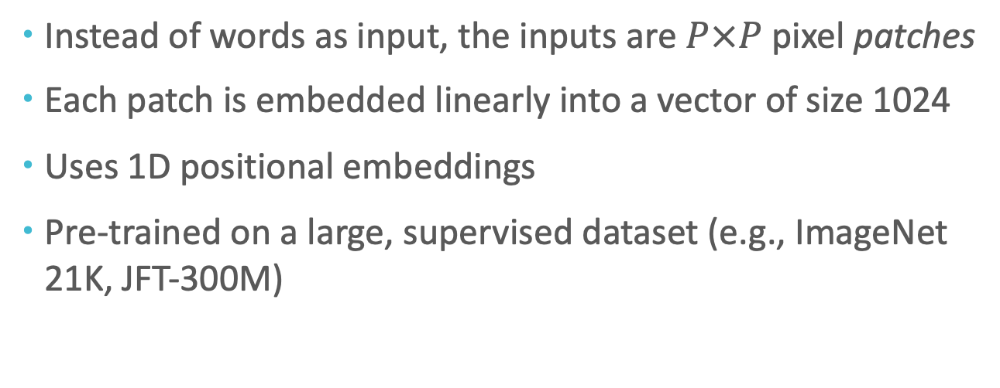 • Instead of words as input, the inputs are P×P pixel patches
• Each patch is embedded linearly into a vector of size 1024
• Uses 1D positional embeddings
• Pre-trained on a large, supervised dataset (e.g., ImageNet
21K, JFT-300M)